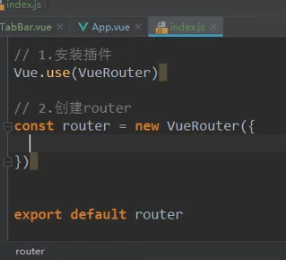 index.js
TabBar.vue
App.vue
index.js
// 1.安装插件
Vue.use(VueRouter)
// 2.创建router
const router = new VueRouter({
})
export default router
router